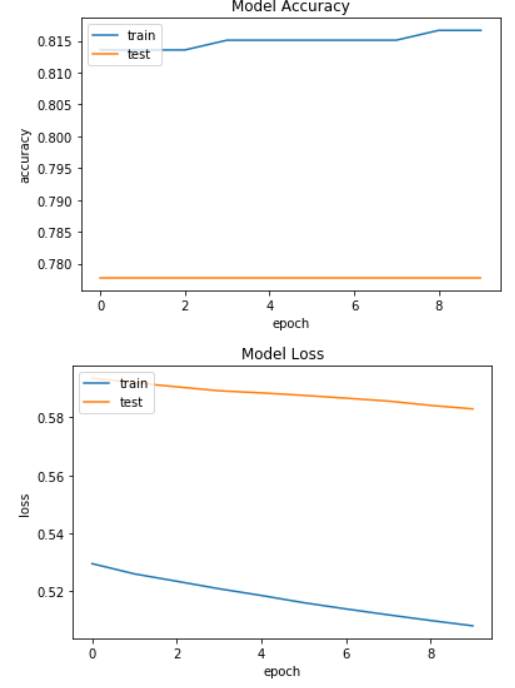 Model Accuracy
0.815
0.810
0.805
0.800
0.795
0.790
0.785
0.780
accuracy
train
test
0 2 4 6 8
epoch
Model Loss
0.58
0.56
0.54
0.52
loss
train
test
0 2 4 6 8
epoch